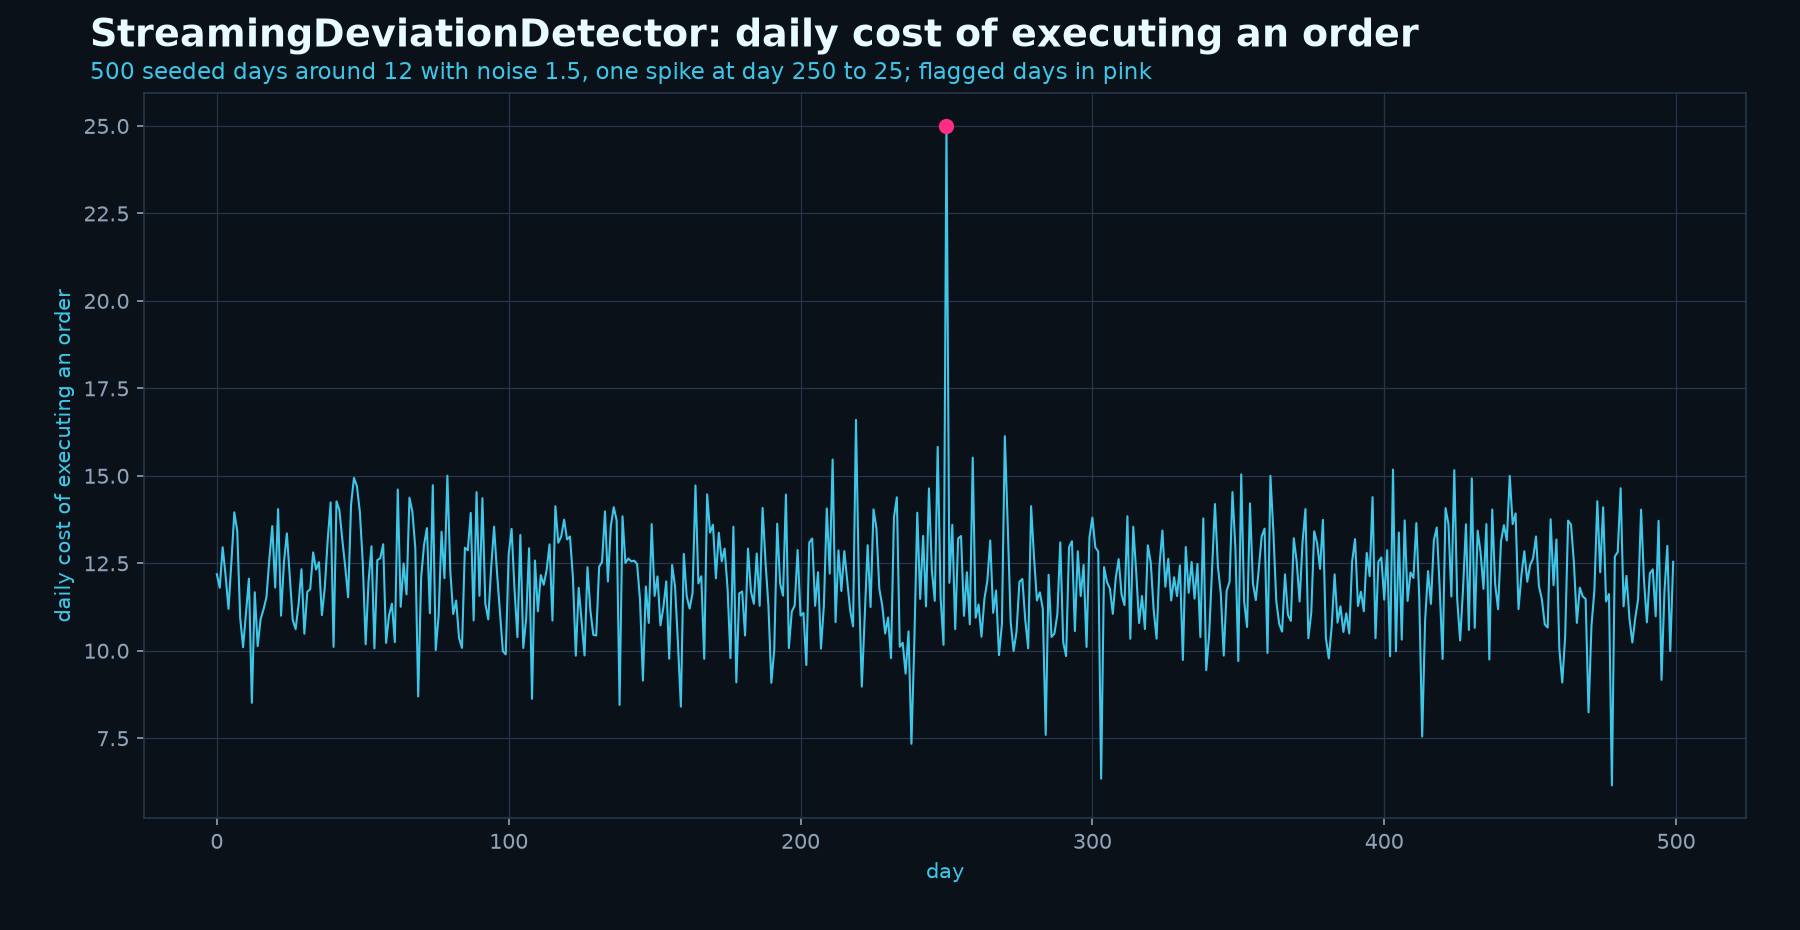 StreamingDeviationDetector: daily cost of executing an order
500 seeded days around 12 with noise 1.5, one spike at day 250 to 25; flagged days in pink
daily cost of executing an order
25.0
22.5
20.0
17.5
15.0
12.5
10.0
7.5
0 100 200 300 400 500
day